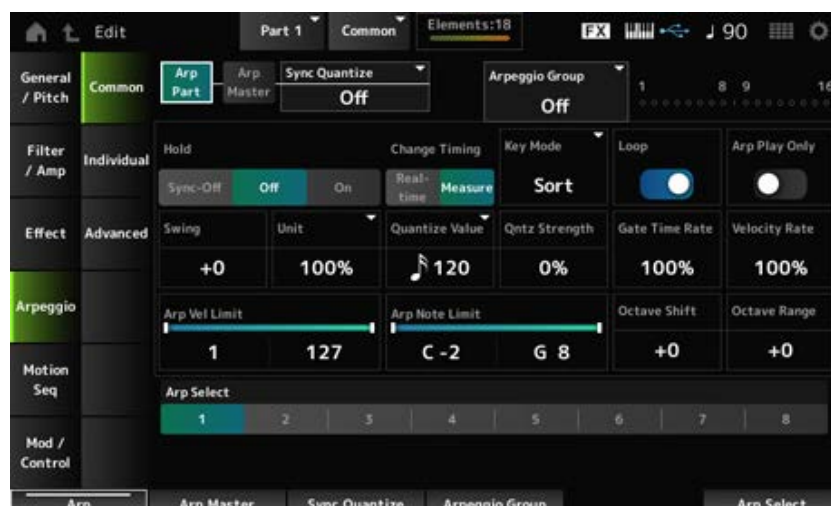 Edit
Part 1
Common
Elements:18
FX
90
General / Pitch
Common
Arp Part
Arp Master
Sync Quantize
Off
Arpeggio Group
Off
1 8 9 16
Filter / Amp
Individual
Hold
Sync-Off Off On
Change Timing
Real-time Measure
Key Mode
Sort
Loop
Arp Play Only
Effect
Advanced
Swing
+0
Unit
100%
Quantize Value
120
Qntz Strength
0%
Gate Time Rate
100%
Velocity Rate
100%
Arpeggio
Arp Vel Limit
1 127
Arp Note Limit
C -2 G 8
Octave Shift
+0
Octave Range
+0
Motion Seq
Arp Select
1 2 3 4 5 6 7 8
Mod / Control
Arp Arp Master Sync Quantize Arpeggio Group Arp Select